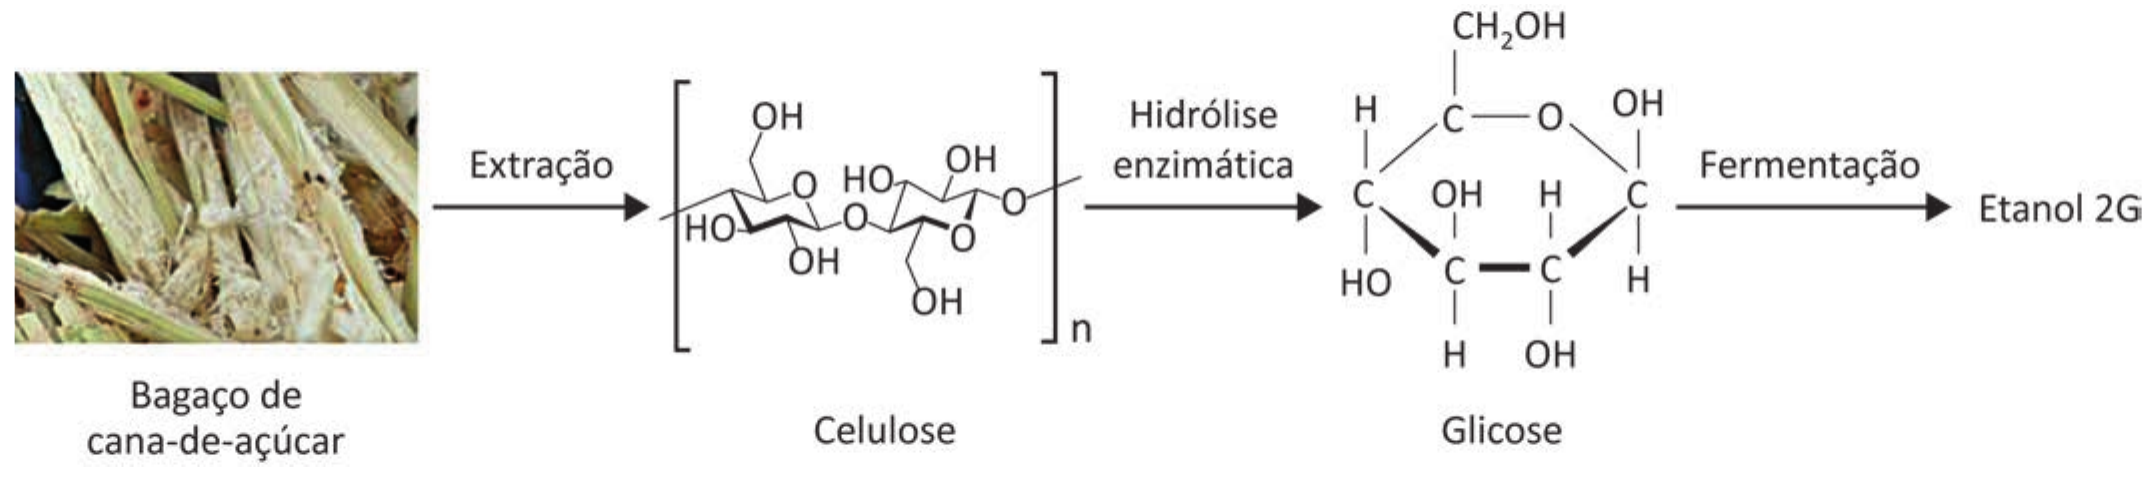 Bagaço de
cana-de-açúcar
Extração
OH
O
HO
OH
HO
OH
O
O
O
OH
n
Celulose
Hidrólise
enzimática
CH₂OH
H
C
O
OH
C
OH
H
C
HO
C
C
H
H
OH
Glicose
Fermentação
Etanol 2G